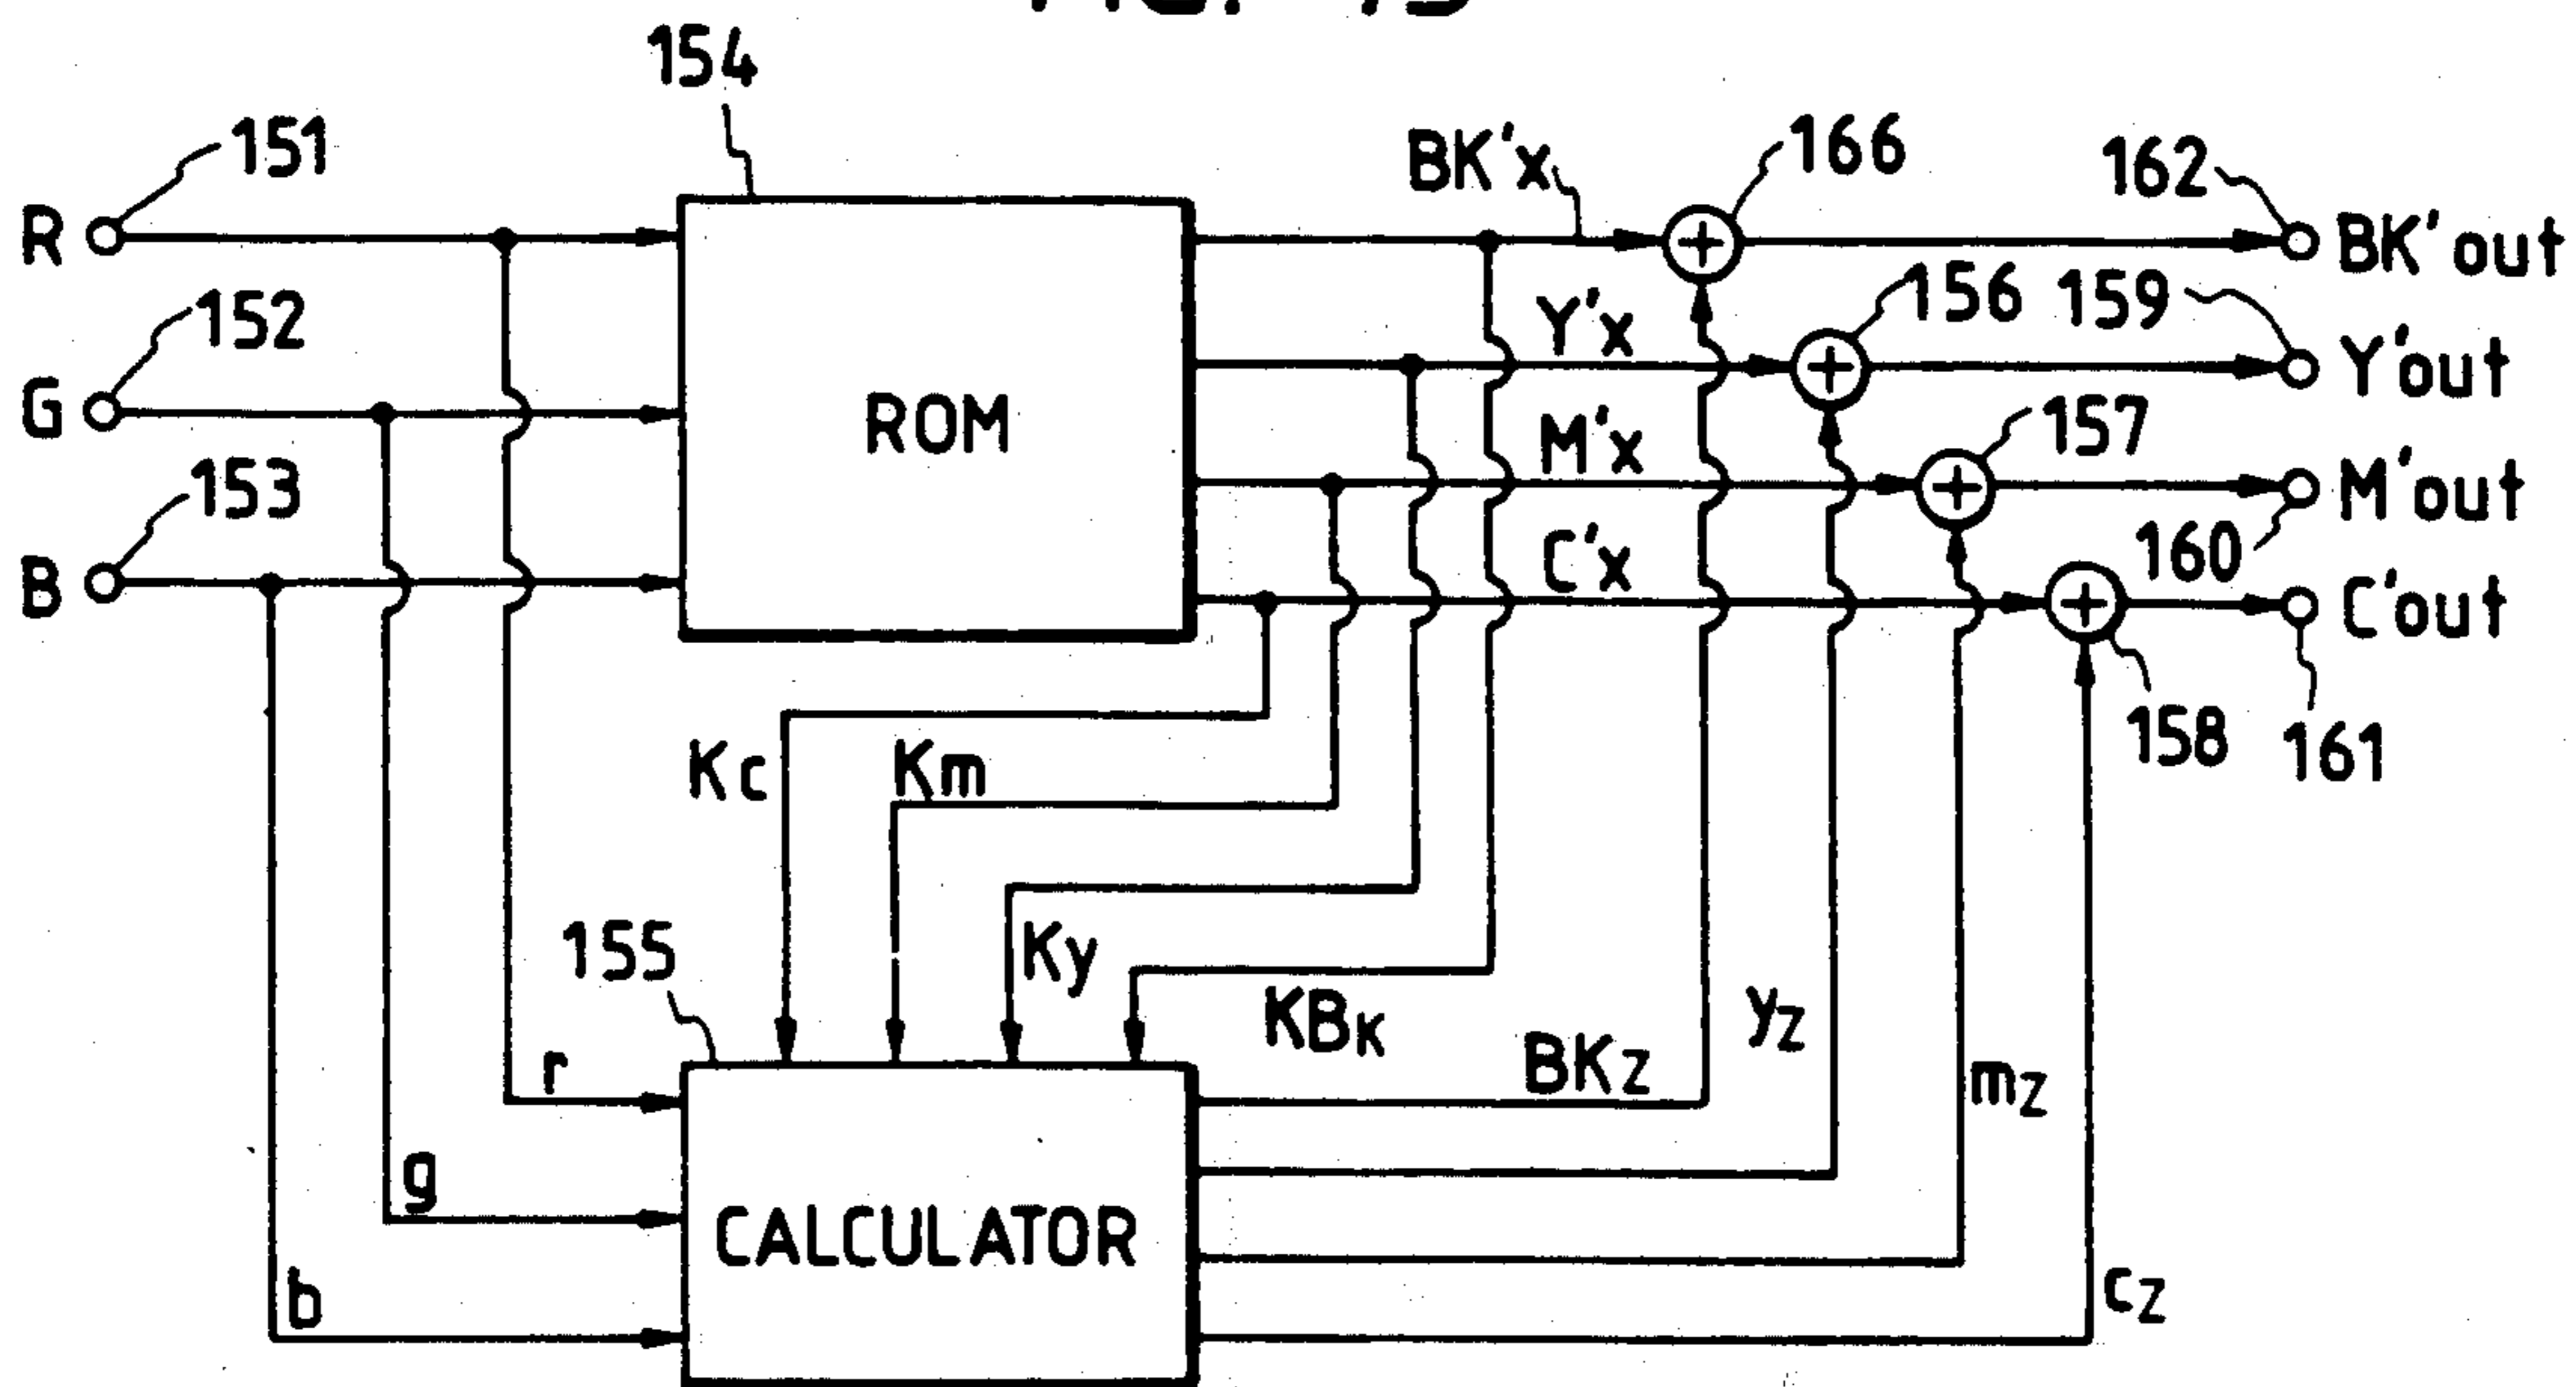 154
151
R
152
G
153
B
ROM
BK'x
166
162
BK'out
Y'x
156
159
Y'out
M'x
157
M'out
160
C'x
C'out
158
161
Kc
Km
Ky
KBK
155
r
g
b
CALCULATOR
BKz
yz
mz
cz